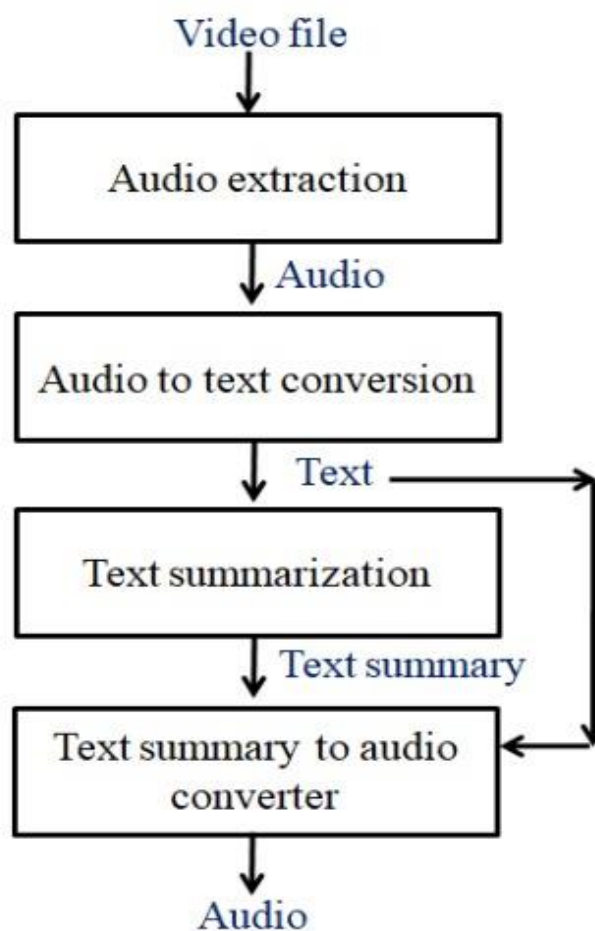 Video file
Audio extraction
Audio
Audio to text conversion
Text
Text summarization
Text summary
Text summary to audio
converter
Audio